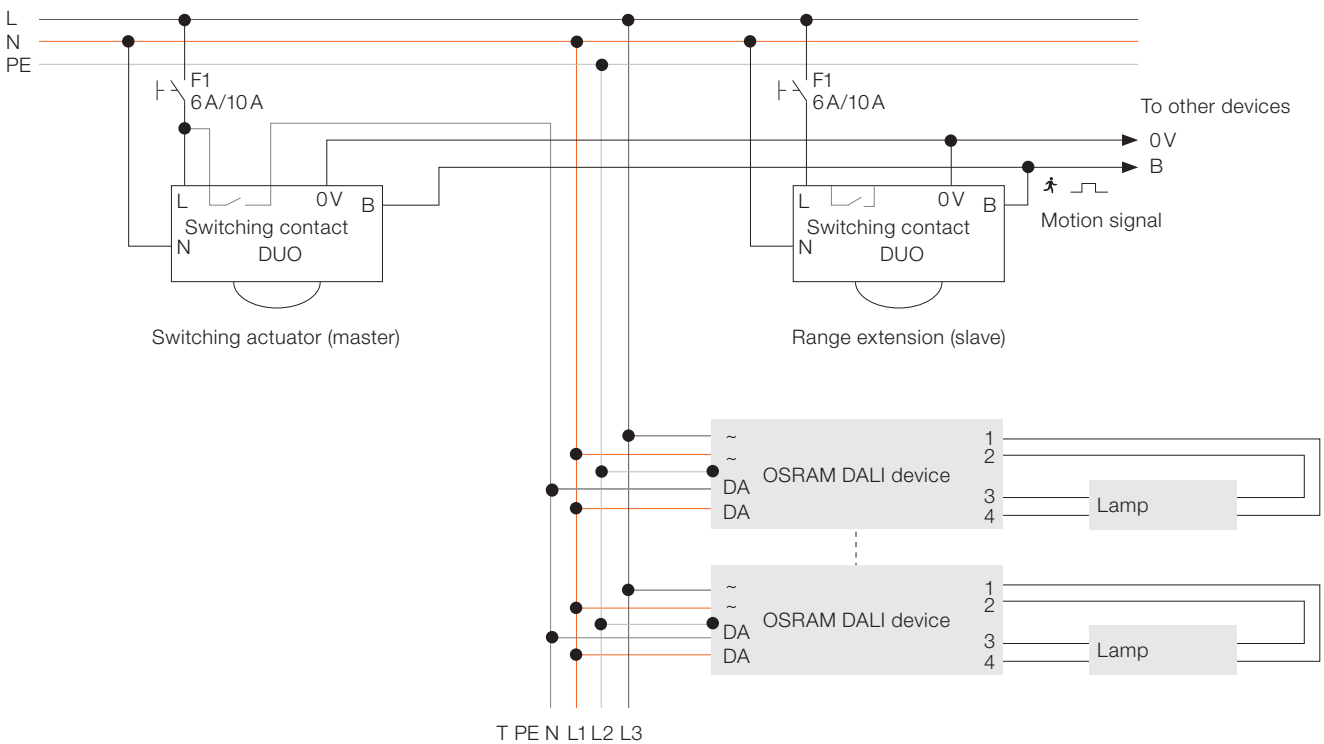 L
N
PE
F1
6 A/10 A
F1
6 A/10 A
To other devices
0 V
B
L
0 V
B
Switching contact
N
DUO
L
0 V
B
Switching contact
N
DUO
Motion signal
Switching actuator (master)
Range extension (slave)
~
~
DA
DA
OSRAM DALI device
1
2
3
4
Lamp
~
~
DA
DA
OSRAM DALI device
1
2
3
4
Lamp
T PE N L1 L2 L3